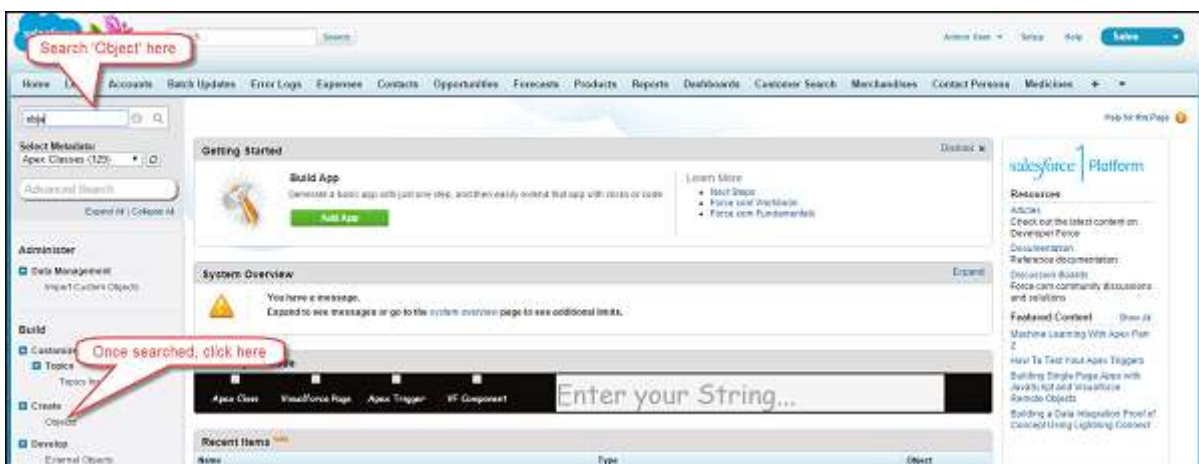 salesforce
Search 'Object' here
Search
Admin User
Setup
Help
Sales
Home
Accounts
Batch Updates
Error Logs
Expenses
Contacts
Opportunities
Forecasts
Products
Reports
Dashboards
Customer Search
Merchandises
Contact Persons
Medicines
+
obje
Help for this Page
Select Metadata:
Apex Classes (129)
Advanced Search
Expand All | Collapse All
Administer
Data Management
Import Custom Objects
Build
Customize
Topics
Once searched, click here
Create
Objects
Develop
External Objects
Getting Started
Dismiss
Build App
Generate a basic app with just one step, and then easily extend that app with clicks or code
Add App
Learn More
Next Steps
Force.com Workbook
Force.com Fundamentals
System Overview
Expand
You have a message.
Expand to see messages or go to the system overview page to see additional limits.
Apex Class
Visualforce Page
Apex Trigger
VF Component
Enter your String...
Recent Items
Name
Type
Object
salesforce1 Platform
Resources
Articles
Check out the latest content on
Developer Force
Documentation
Reference documentation
Discussion Boards
Force.com community discussions
and solutions
Featured Content
Show All
Machine Learning With Apex Part
2
How To Test Your Apex Triggers
Building Single Page Apps with
JavaScript and Visualforce
Remote Objects
Building a Data Integration Proof of
Concept Using Lightning Connect